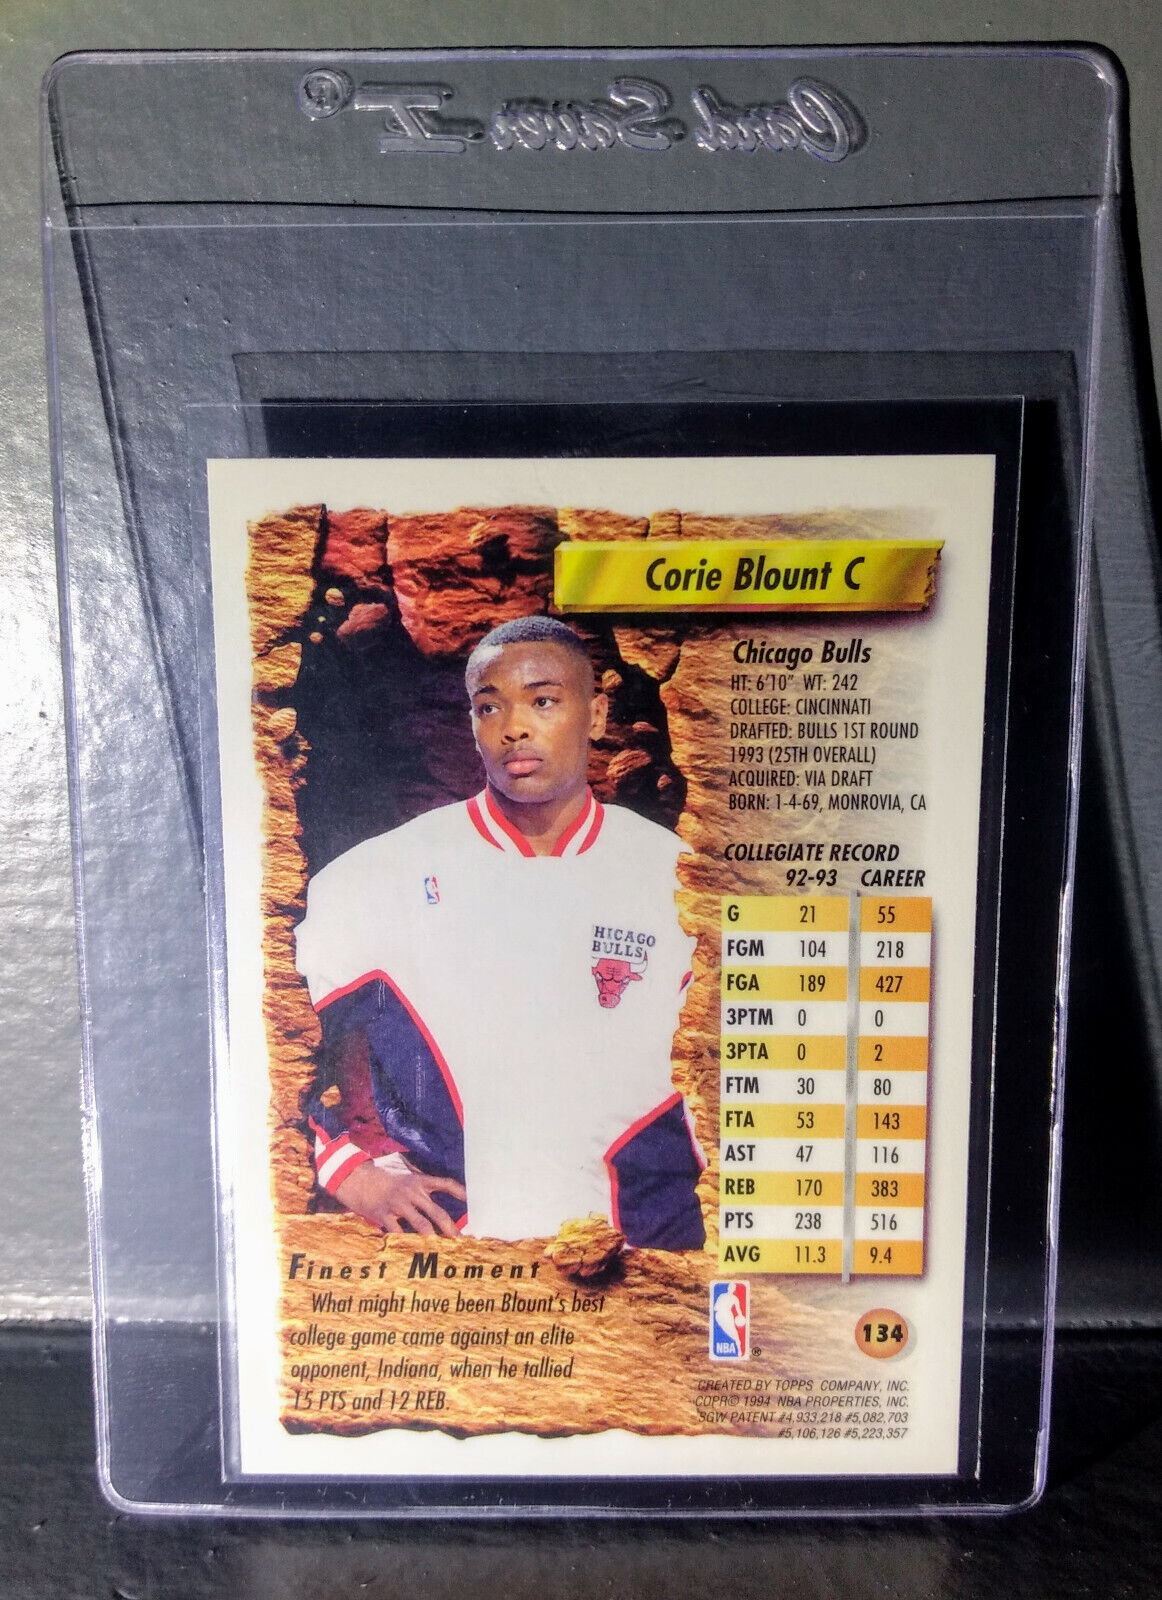 Card Saver I ®
Corie Blount C
Chicago Bulls
HT: 6'10" WT: 242
COLLEGE: CINCINNATI
DRAFTED: BULLS 1ST ROUND
1993 (25TH OVERALL)
ACQUIRED: VIA DRAFT
BORN: 1-4-69, MONROVIA, CA
COLLEGIATE RECORD
92-93 CAREER
G 21 55
FGM 104 218
FGA 189 427
3PTM 0 0
3PTA 0 2
FTM 30 80
FTA 53 143
AST 47 116
REB 170 383
PTS 238 516
AVG 11.3 9.4
HICAGO
BULLS
Finest Moment
What might have been Blount's best
college game came against an elite
opponent, Indiana, when he tallied
15 PTS and 12 REB.
NBA ®
134
CREATED BY TOPPS COMPANY, INC.
COPR© 1994 NBA PROPERTIES, INC.
SGW PATENT #4,933,218 #5,082,703
#5,106,126 #5,223,357